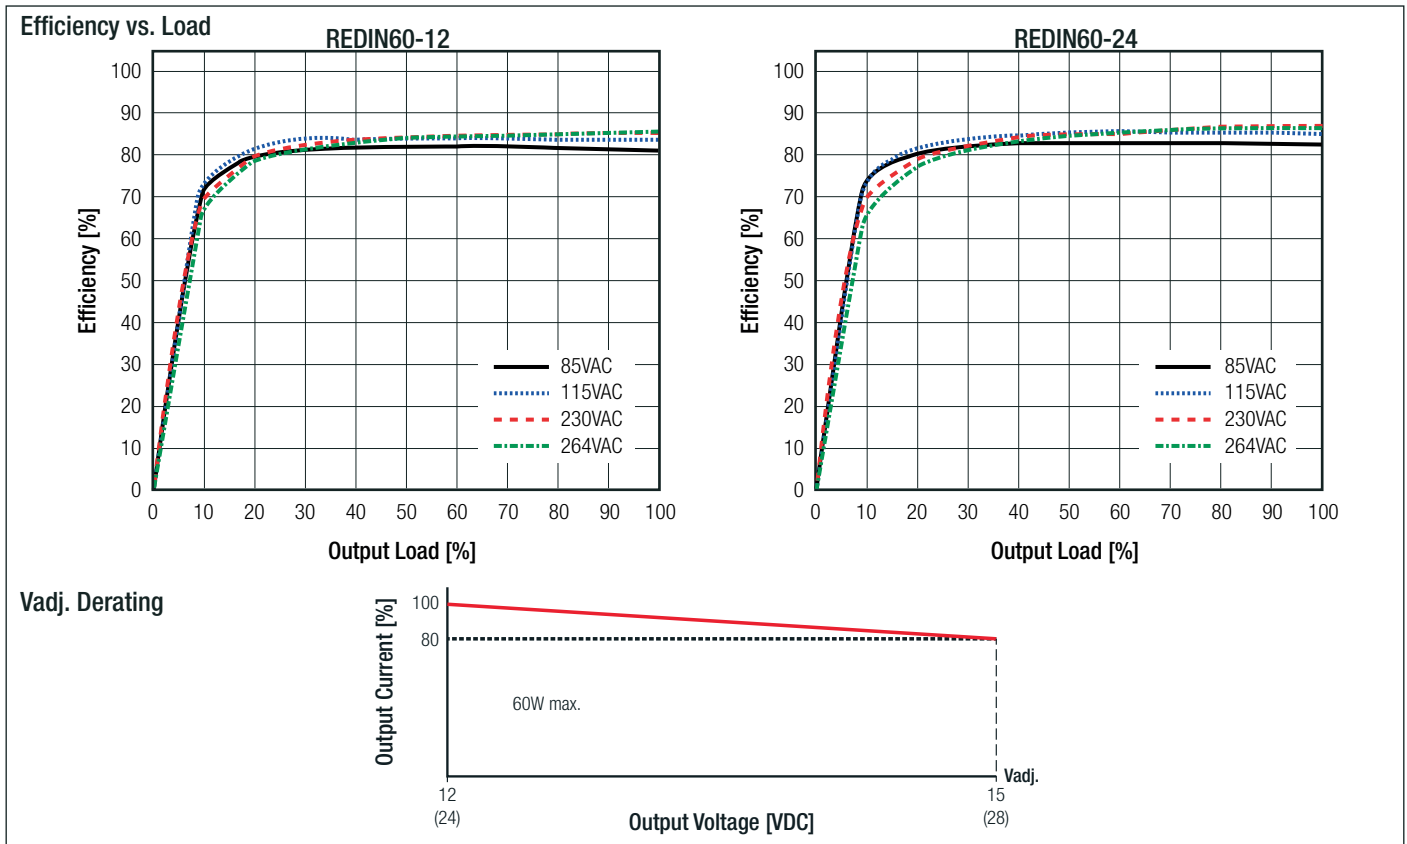 Efficiency vs. Load
REDIN60-12
100
90
80
70
60
50
40
30
20
10
0
Efficiency [%]
85VAC
115VAC
230VAC
264VAC
0 10 20 30 40 50 60 70 80 90 100
Output Load [%]
REDIN60-24
100
90
80
70
60
50
40
30
20
10
0
Efficiency [%]
85VAC
115VAC
230VAC
264VAC
0 10 20 30 40 50 60 70 80 90 100
Output Load [%]
Vadj. Derating
Output Current [%]
100
80
60W max.
Vadj.
12 15
(24) (28)
Output Voltage [VDC]